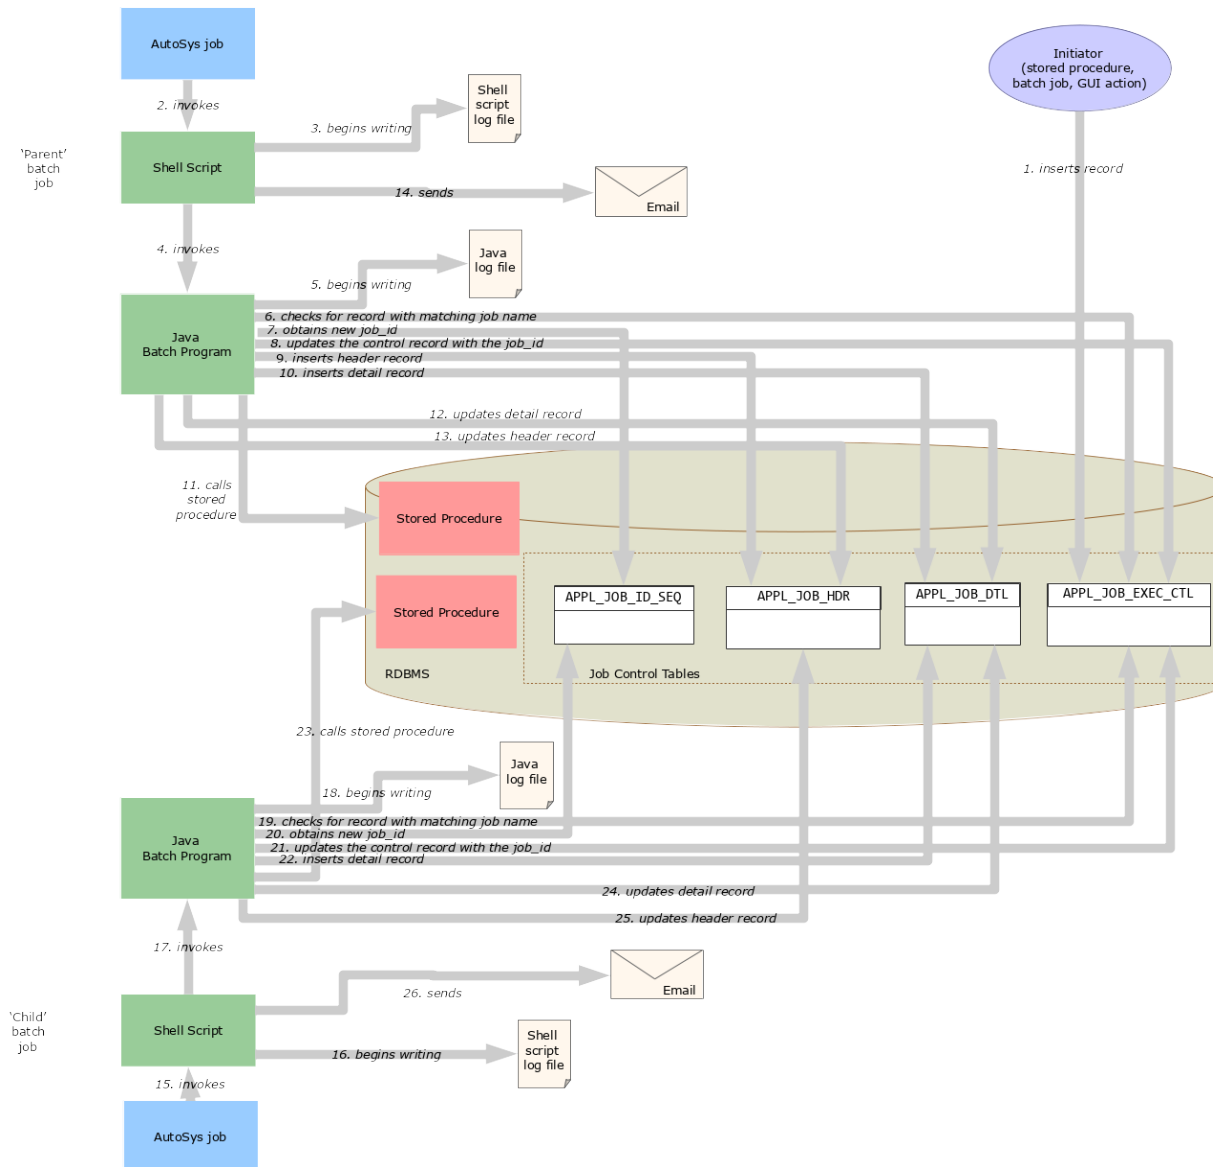 AutoSys job
Initiator
(stored procedure,
batch job, GUI action)
2. invokes
Shell
script
log file
3. begins writing
‘Parent’
batch
job
Shell Script
1. inserts record
14. sends
Email
4. invokes
Java
log file
5. begins writing
6. checks for record with matching job name
7. obtains new job_id
Java
Batch Program
8. updates the control record with the job_id
9. inserts header record
10. inserts detail record
12. updates detail record
13. updates header record
11. calls
stored
procedure
Stored Procedure
Stored Procedure
APPL_JOB_ID_SEQ
APPL_JOB_HDR
APPL_JOB_DTL
APPL_JOB_EXEC_CTL
RDBMS
Job Control Tables
23. calls stored procedure
Java
log file
18. begins writing
19. checks for record with matching job name
20. obtains new job_id
Java
Batch Program
21. updates the control record with the job_id
22. inserts detail record
24. updates detail record
25. updates header record
17. invokes
26. sends
Email
‘Child’
batch
job
Shell Script
16. begins writing
Shell
script
log file
15. invokes
AutoSys job